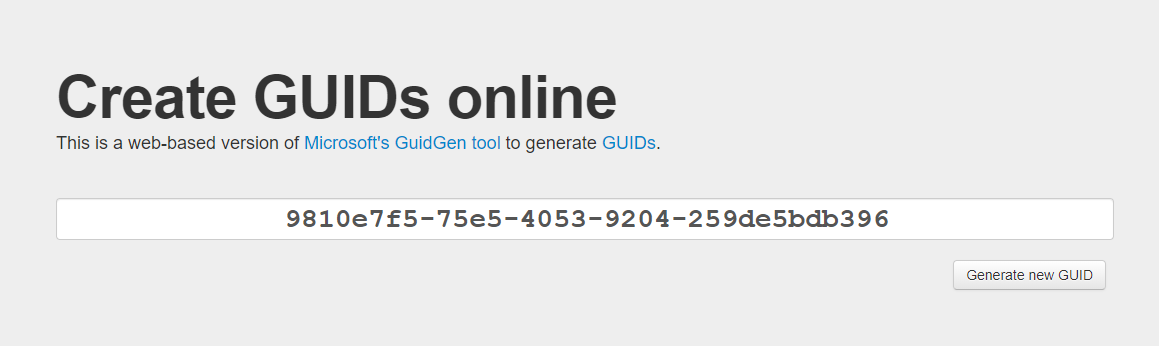 Create GUIDs online
This is a web-based version of Microsoft's GuidGen tool to generate GUIDs.
9810e7f5-75e5-4053-9204-259de5bdb396
Generate new GUID